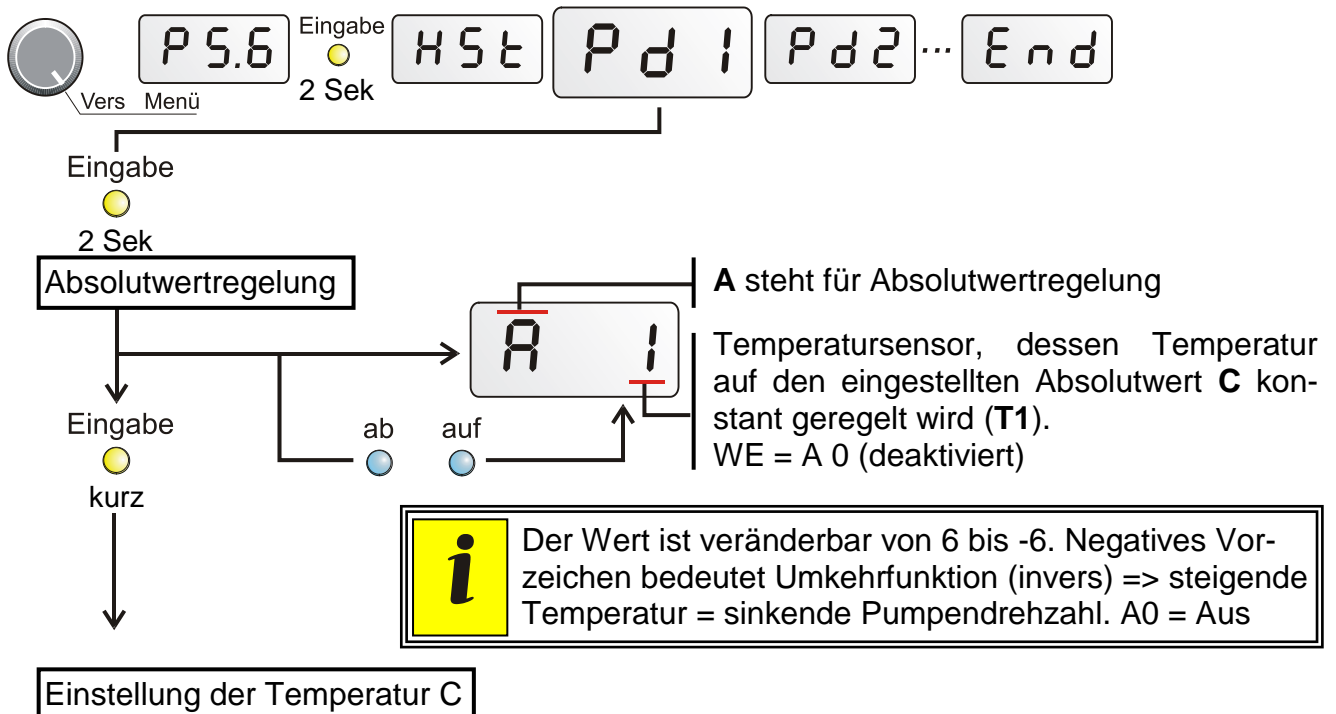 P5.6 Eingabe HSt Pd1 Pd2 ... End
2 Sek
Vers Menü
Eingabe
2 Sek
Absolutwertregelung
A steht für Absolutwertregelung
A 1
Temperatursensor, dessen Temperatur
auf den eingestellten Absolutwert C kon-
stant geregelt wird (T1).
WE = A 0 (deaktiviert)
Eingabe
kurz
ab auf
i
Der Wert ist veränderbar von 6 bis -6. Negatives Vor-
zeichen bedeutet Umkehrfunktion (invers) => steigende
Temperatur = sinkende Pumpendrehzahl. A0 = Aus
Einstellung der Temperatur C